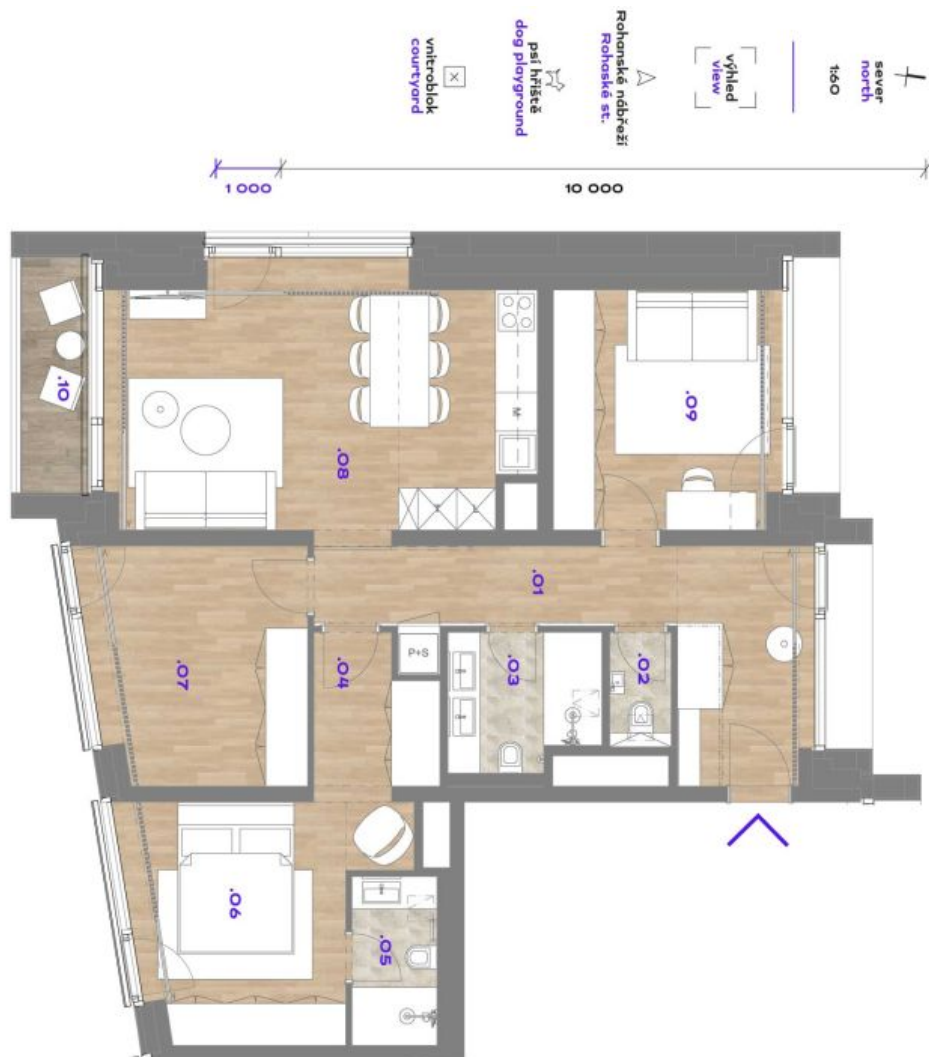 sever
north
1:60
výhled
view
Rohanské nábřeží
Rohaské st.
psí hřiště
dog playground
vnitroblok
courtyard
1 000
10 000
.10
.08
.09
M
.01
.07
.04
P+S
.03
.02
.06
.05